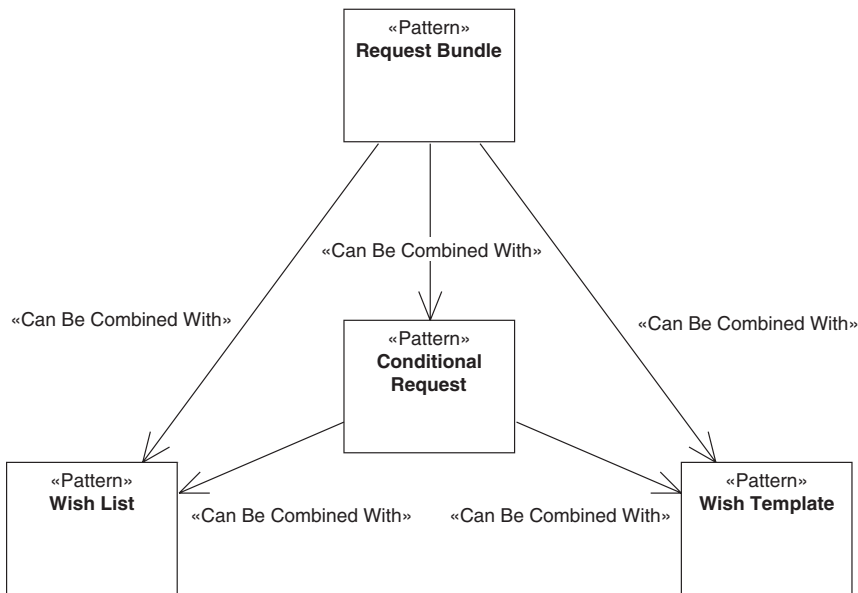 «Pattern»
Request Bundle
«Can Be Combined With»
«Can Be Combined With»
«Can Be Combined With»
«Pattern»
Conditional
Request
«Pattern»
Wish List
«Pattern»
Wish Template
«Can Be Combined With»
«Can Be Combined With»